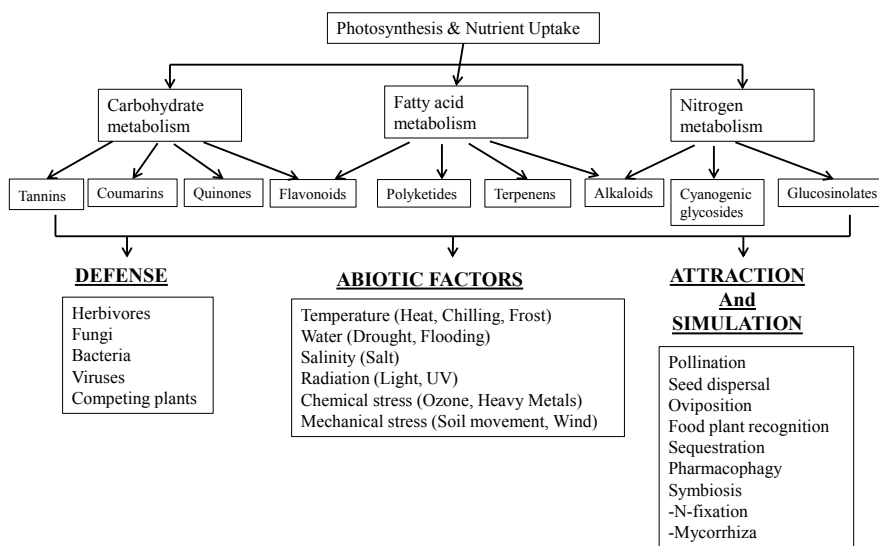 Photosynthesis & Nutrient Uptake
Carbohydrate
metabolism
Fatty acid
metabolism
Nitrogen
metabolism
Tannins
Coumarins
Quinones
Flavonoids
Polyketides
Terpenens
Alkaloids
Cyanogenic
glycosides
Glucosinolates
DEFENSE
Herbivores
Fungi
Bacteria
Viruses
Competing plants
ABIOTIC FACTORS
Temperature (Heat, Chilling, Frost)
Water (Drought, Flooding)
Salinity (Salt)
Radiation (Light, UV)
Chemical stress (Ozone, Heavy Metals)
Mechanical stress (Soil movement, Wind)
ATTRACTION
And
SIMULATION
Pollination
Seed dispersal
Oviposition
Food plant recognition
Sequestration
Pharmacophagy
Symbiosis
-N-fixation
-Mycorrhiza